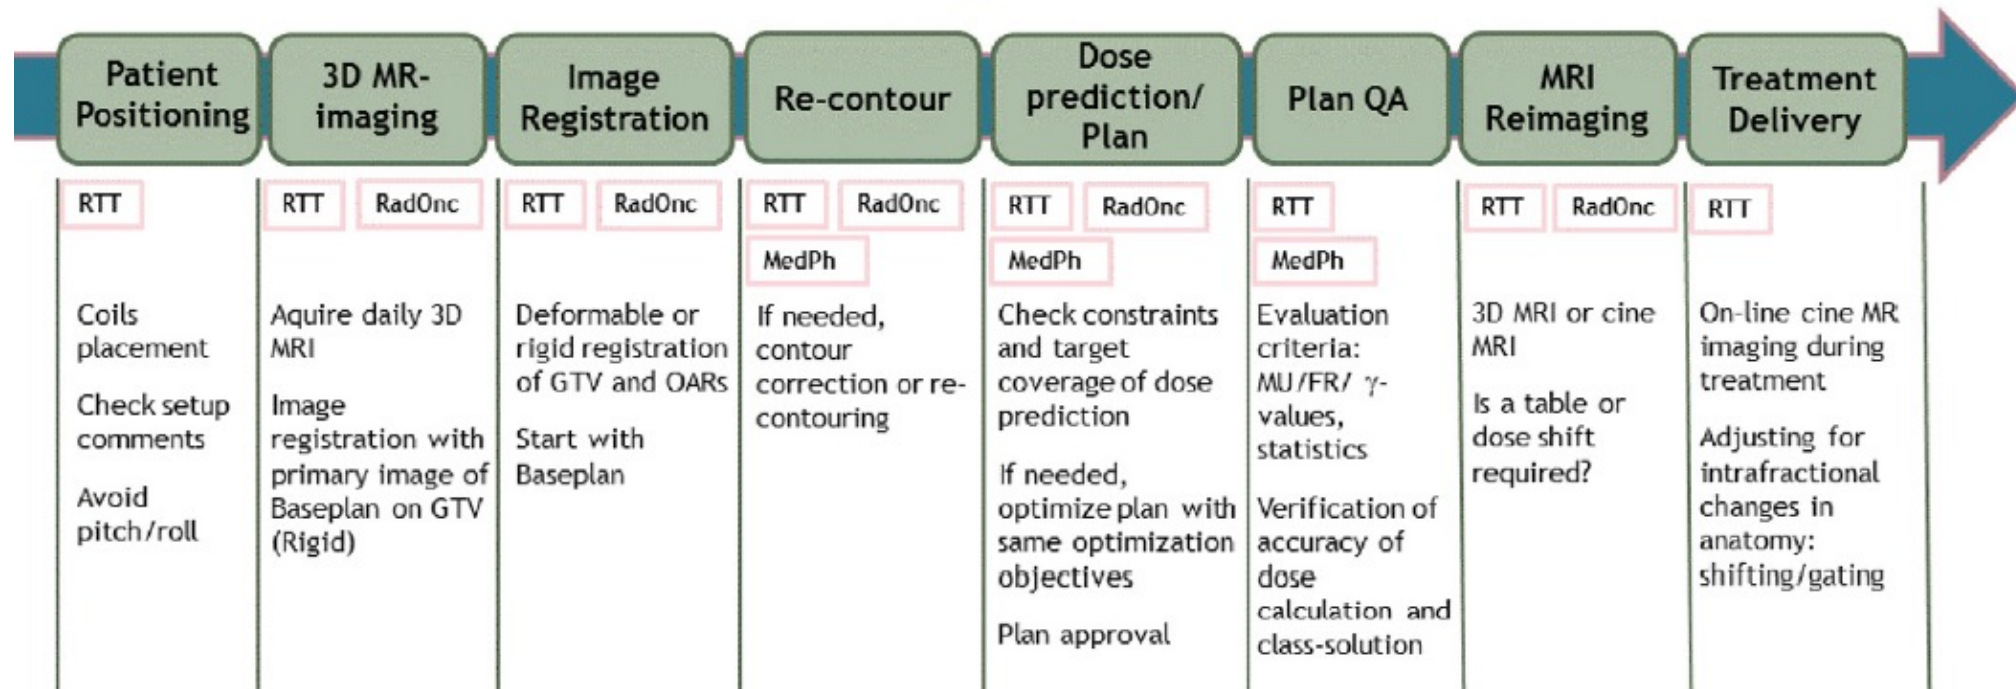 Patient
Positioning
3D MR-
imaging
Image
Registration
Re-contour
Dose
prediction/
Plan
Plan QA
MRI
Reimaging
Treatment
Delivery
RTT
Coils
placement
Check setup
comments
Avoid
pitch/roll
RTT RadOnc
Aquire daily 3D
MRI
Image
registration with
primary image of
Baseplan on GTV
(Rigid)
RTT RadOnc
Deformable or
rigid registration
of GTV and OARs
Start with
Baseplan
RTT RadOnc
MedPh
If needed,
contour
correction or re-
contouring
RTT RadOnc
MedPh
Check constraints
and target
coverage of dose
prediction
If needed,
optimize plan with
same optimization
objectives
Plan approval
RTT
MedPh
Evaluation
criteria:
MU/FR/ γ-
values,
statistics
Verification of
accuracy of
dose
calculation and
class-solution
RTT RadOnc
3D MRI or cine
MRI
Is a table or
dose shift
required?
RTT
On-line cine MR
imaging during
treatment
Adjusting for
intrafractional
changes in
anatomy:
shifting/gating